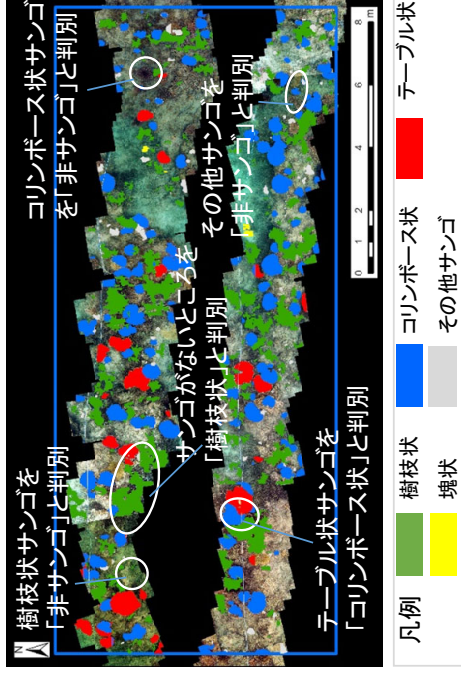 N
樹枝状サンゴを
「非サンゴ」と判別
サンゴがないところを
「樹枝状」と判別
コリンボース状サンゴ
を「非サンゴ」と判別
テーブル状サンゴを
「コリンボース状」と判別
その他サンゴを
「非サンゴ」と判別
0 1 2 4 6 8
m
凡例
樹枝状
コリンボース状
テーブル状
塊状
その他サンゴ